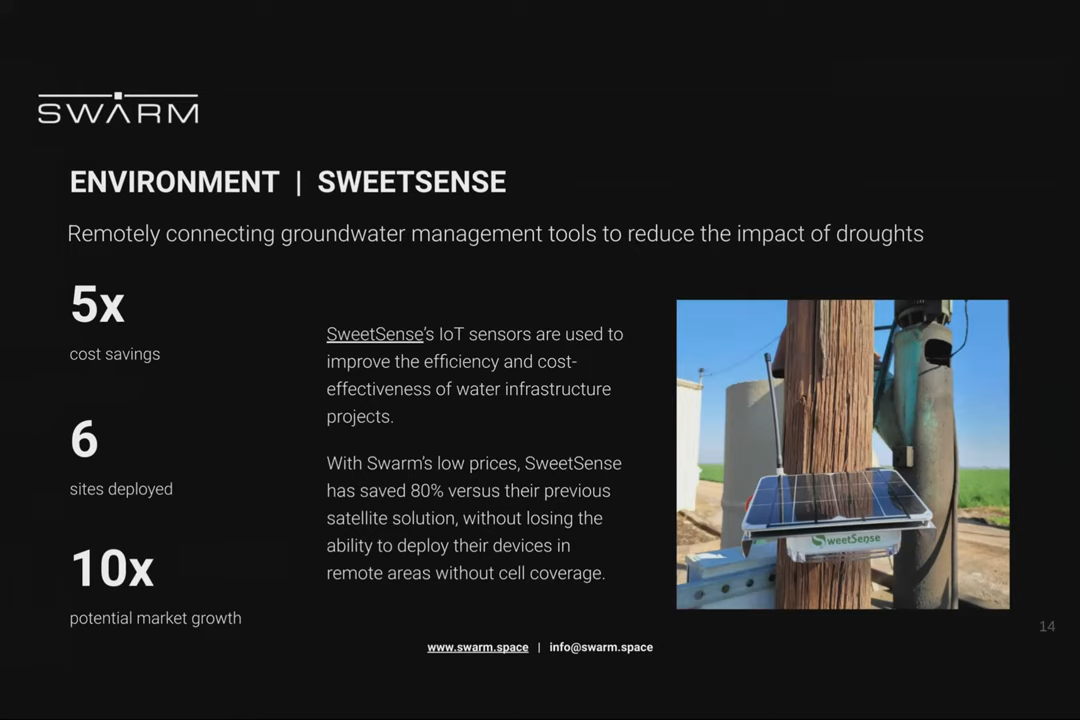 SWARM
ENVIRONMENT | SWEETSENSE
Remotely connecting groundwater management tools to reduce the impact of droughts
5x
cost savings
6
sites deployed
10x
potential market growth
SweetSense's IoT sensors are used to
improve the efficiency and cost-
effectiveness of water infrastructure
projects.
With Swarm's low prices, SweetSense
has saved 80% versus their previous
satellite solution, without losing the
ability to deploy their devices in
remote areas without cell coverage.
SweetSense
14
www.swarm.space | info@swarm.space